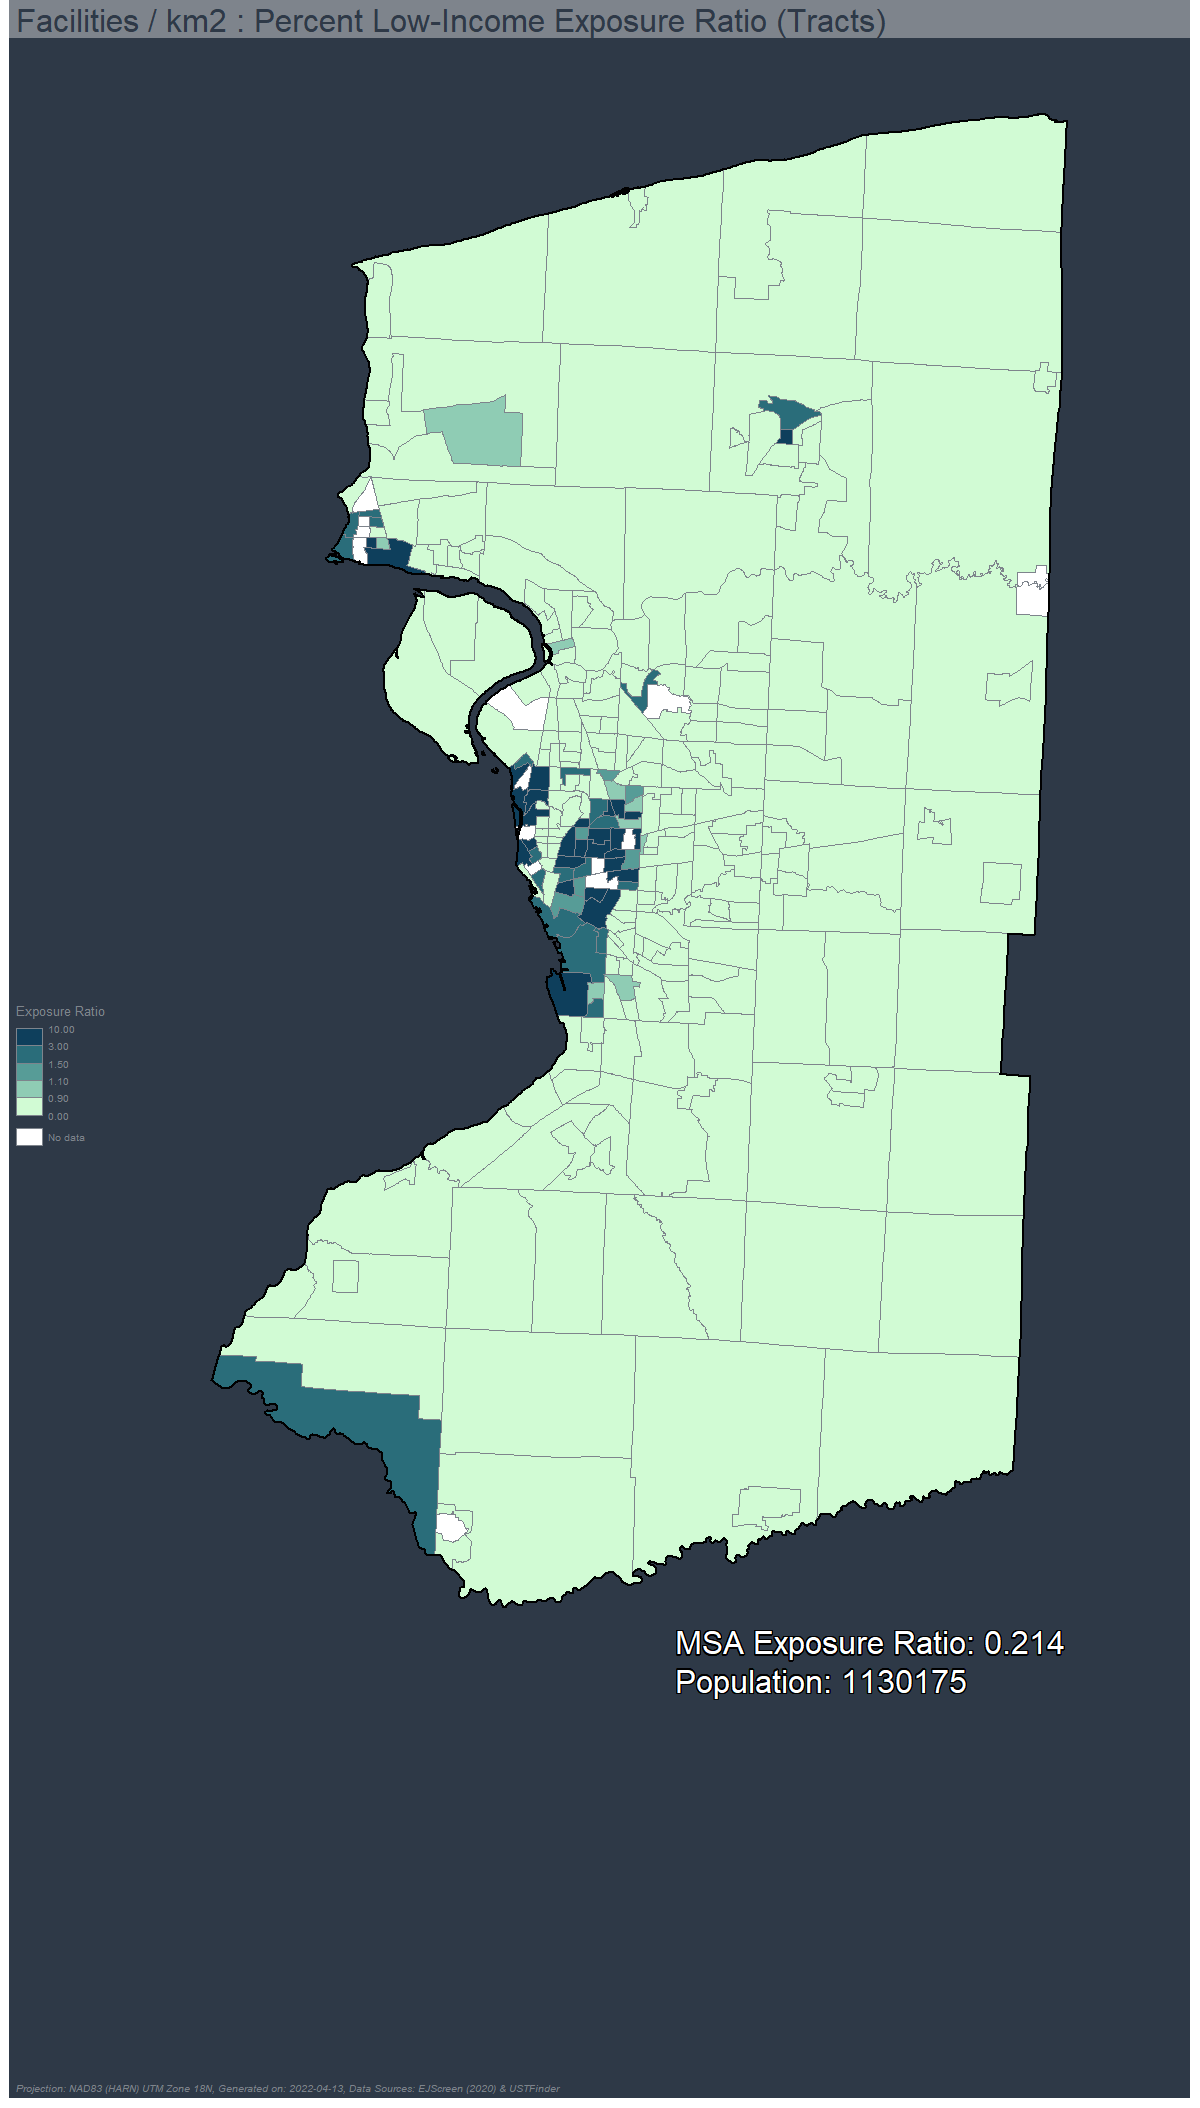 Facilities / km2 : Percent Low-Income Exposure Ratio (Tracts)
Exposure Ratio
10.00
3.00
1.50
1.10
0.90
0.00
No data
MSA Exposure Ratio: 0.214
Population: 1130175
Projection: NAD83 (HARN) UTM Zone 18N, Generated on: 2022-04-13, Data Sources: EJScreen (2020) & USTFinder